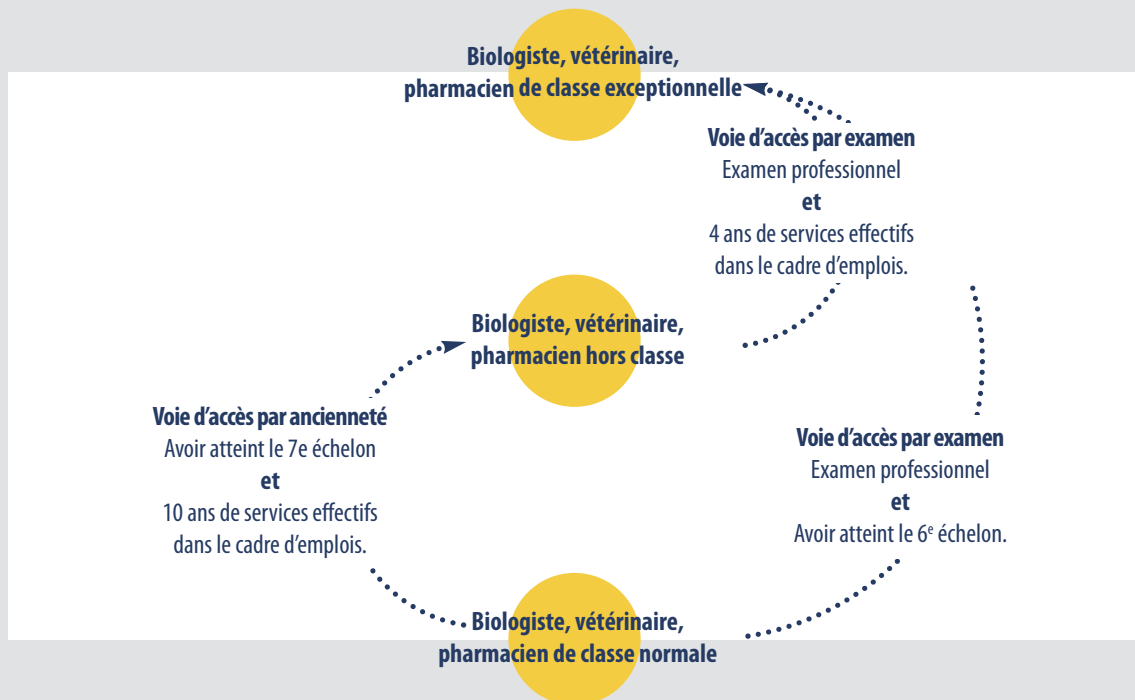 Biologiste, vétérinaire,
pharmacien de classe exceptionnelle
Voie d'accès par examen
Examen professionnel
et
4 ans de services effectifs
dans le cadre d'emplois.
Biologiste, vétérinaire,
pharmacien hors classe
Voie d'accès par ancienneté
Avoir atteint le 7e échelon
et
10 ans de services effectifs
dans le cadre d'emplois.
Voie d'accès par examen
Examen professionnel
et
Avoir atteint le 6e échelon.
Biologiste, vétérinaire,
pharmacien de classe normale